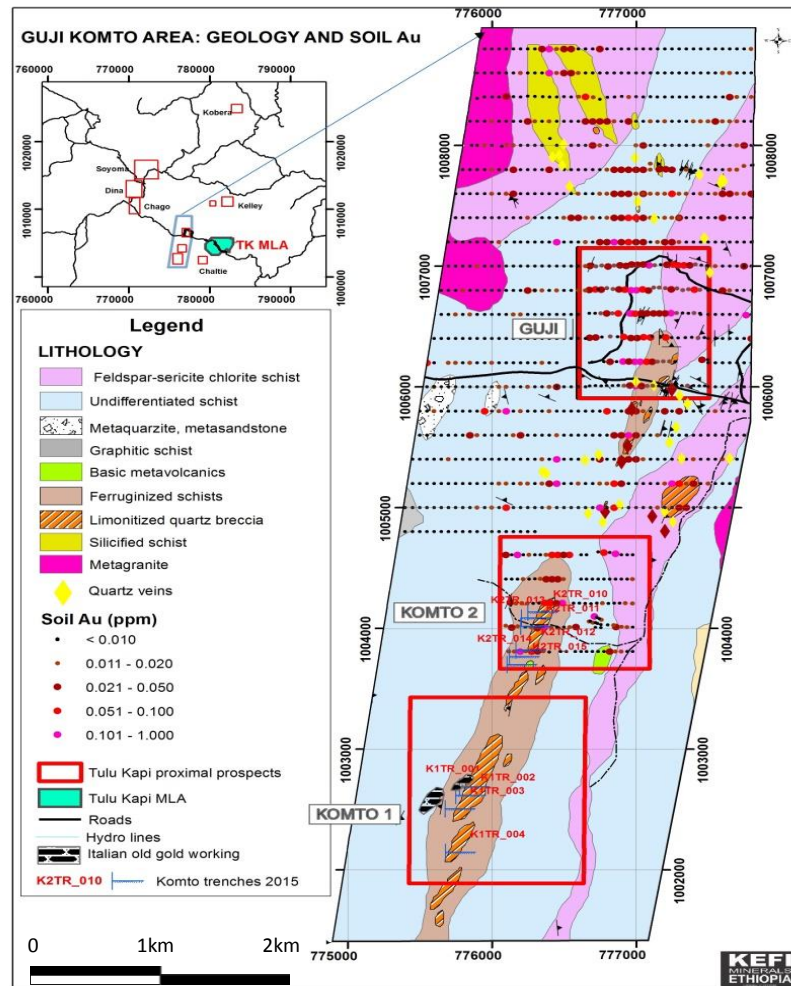 GUJI KOMTO AREA: GEOLOGY AND SOIL Au
760000 770000 780000 790000
Kobera
Soyoma
Dina
Chago
Kelley
TK MLA
Chaltie
1020000
1010000
1000000
760000 770000 780000 790000
Legend
LITHOLOGY
Feldspar-sericite chlorite schist
Undifferentiated schist
Metaquarzite, metasandstone
Graphitic schist
Basic metavolcanics
Ferruginized schists
Limonitized quartz breccia
Silicified schist
Metagranite
Quartz veins
Soil Au (ppm)
< 0.010
0.011 - 0.020
0.021 - 0.050
0.051 - 0.100
0.101 - 1.000
Tulu Kapi proximal prospects
Tulu Kapi MLA
Roads
Hydro lines
Italian old gold working
K2TR_010 Komto trenches 2015
0 1km 2km
776000 777000
1008000 1008000
1007000 1007000
GUJI
1006000 1006000
1005000 1005000
K2TR_013 K2TR_010
K2TR_011
KOMTO 2
1004000 1004000
K2TR_014 K2TR_012
K2TR_015
1003000 1003000
K1TR_001
K1TR_002
K1TR_003
KOMTO 1
K1TR_004
1002000
775000 776000 777000
KEFI
MINERALS
ETHIOPIA